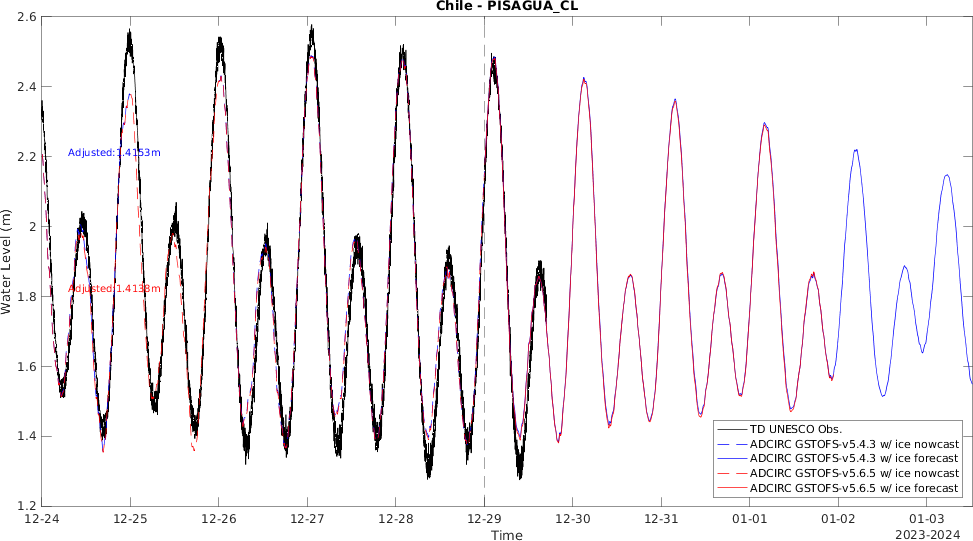 Chile - PISAGUA_CL
2.6
2.4
2.2
2
1.8
1.6
1.4
1.2
Water Level (m)
Adjusted:1.4153m
Adjusted:1.4138m
TD UNESCO Obs.
ADCIRC GSTOFS-v5.4.3 w/ ice nowcast
ADCIRC GSTOFS-v5.4.3 w/ ice forecast
ADCIRC GSTOFS-v5.6.5 w/ ice nowcast
ADCIRC GSTOFS-v5.6.5 w/ ice forecast
12-24 12-25 12-26 12-27 12-28 12-29 12-30 12-31 01-01 01-02 01-03
Time
2023-2024